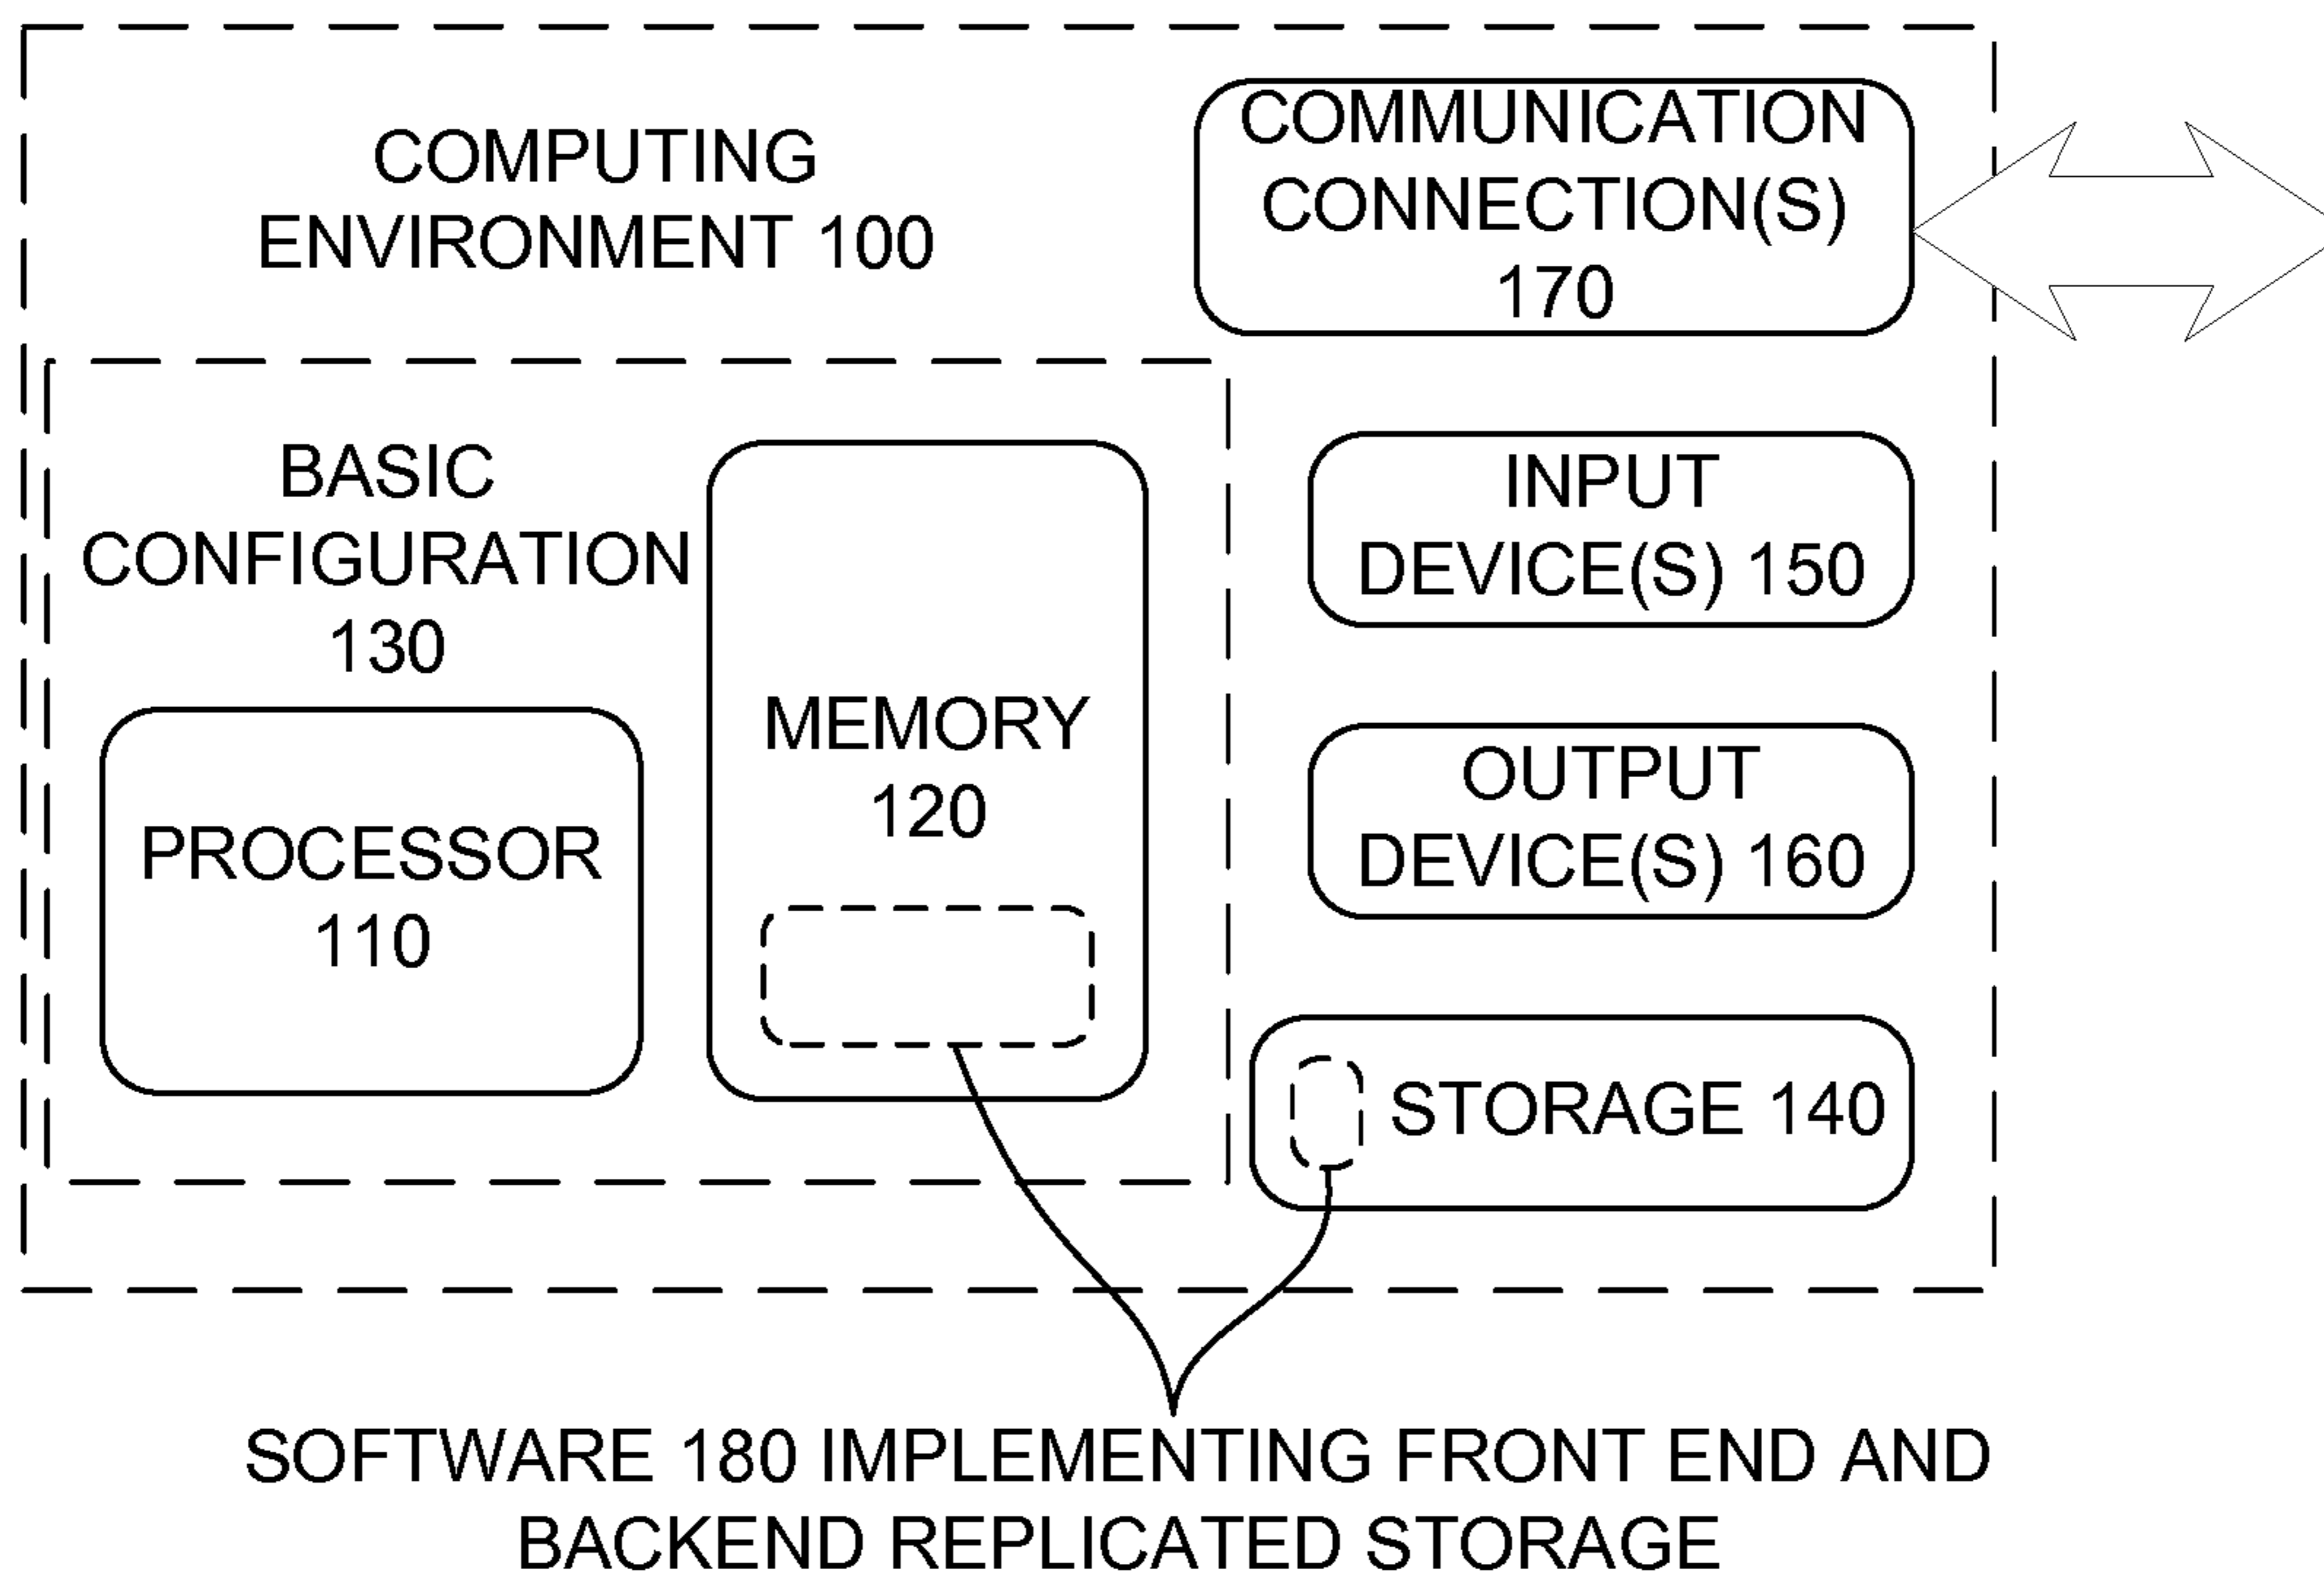 COMPUTING
ENVIRONMENT 100
COMMUNICATION
CONNECTION(S)
170
BASIC
CONFIGURATION
130
PROCESSOR
110
MEMORY
120
INPUT
DEVICE(S) 150
OUTPUT
DEVICE(S) 160
STORAGE 140
SOFTWARE 180 IMPLEMENTING FRONT END AND
BACKEND REPLICATED STORAGE